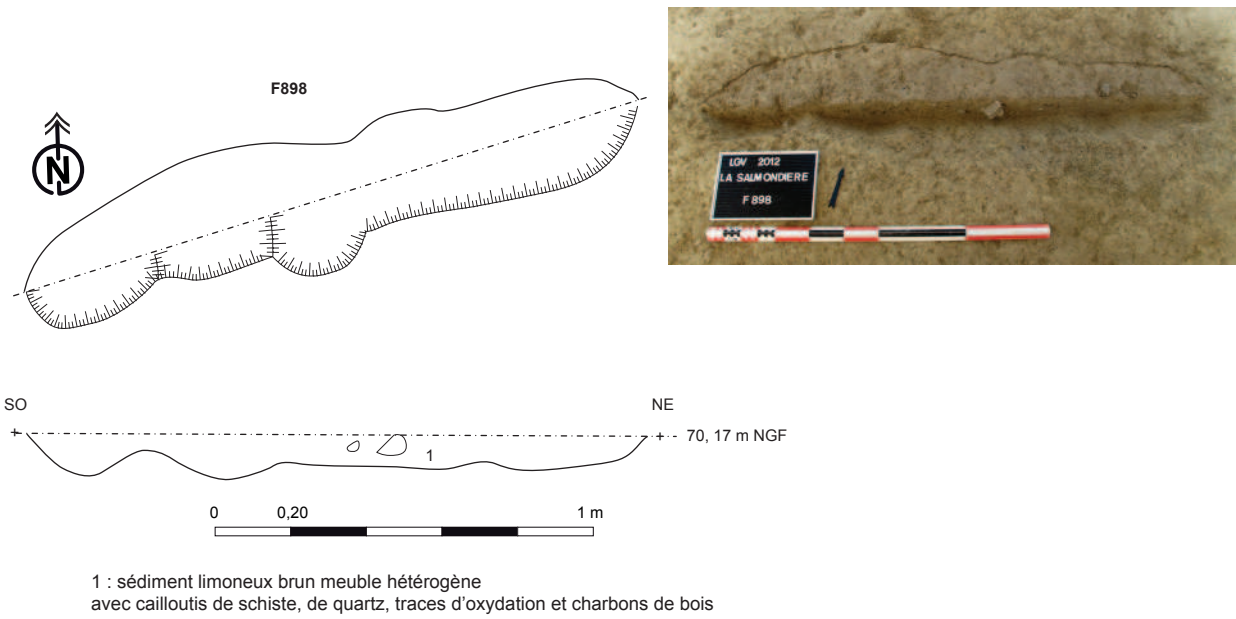 F898
N
LGV 2012
LA SALMONDIERE
F 898
SO
NE
70, 17 m NGF
1
0
0,20
1 m
1 : sédiment limoneux brun meuble hétérogène
avec cailloutis de schiste, de quartz, traces d'oxydation et charbons de bois